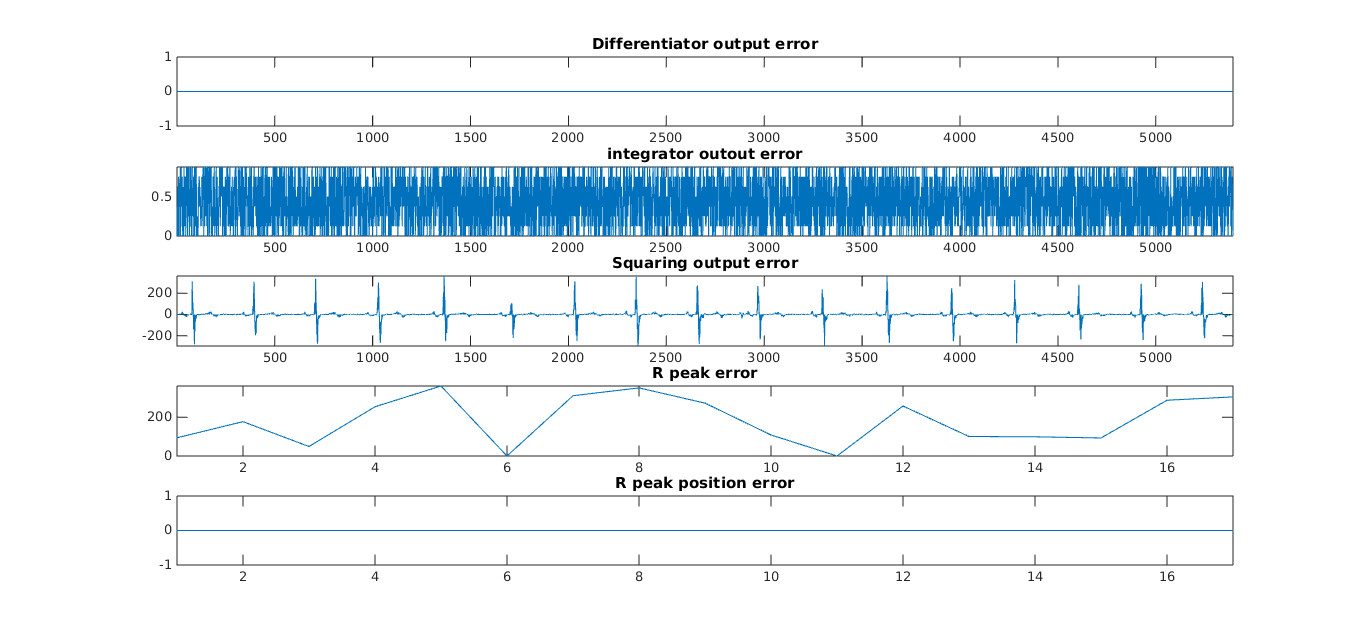 Differentiator output error
1
0
-1
500 1000 1500 2000 2500 3000 3500 4000 4500 5000
integrator outout error
0.5
0
500 1000 1500 2000 2500 3000 3500 4000 4500 5000
Squaring output error
200
0
-200
500 1000 1500 2000 2500 3000 3500 4000 4500 5000
R peak error
200
0
2 4 6 8 10 12 14 16
R peak position error
1
0
-1
2 4 6 8 10 12 14 16